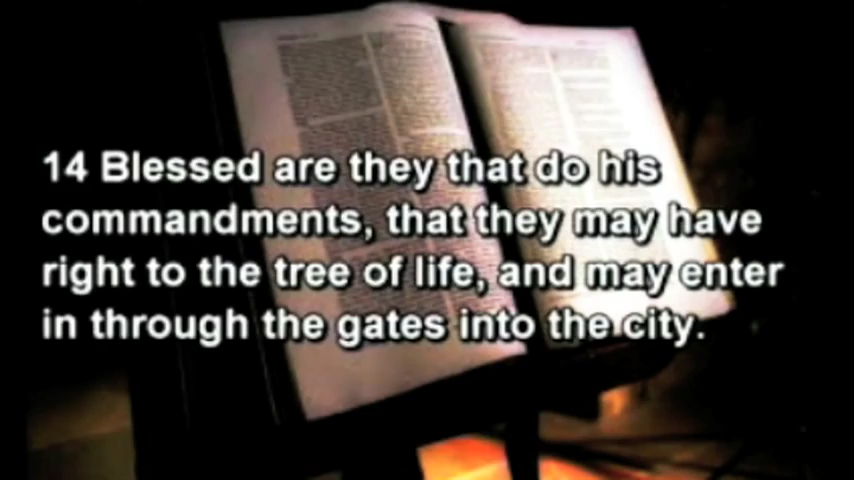 14 Blessed are they that do his
commandments, that they may have
right to the tree of life, and may enter
in through the gates into the city.